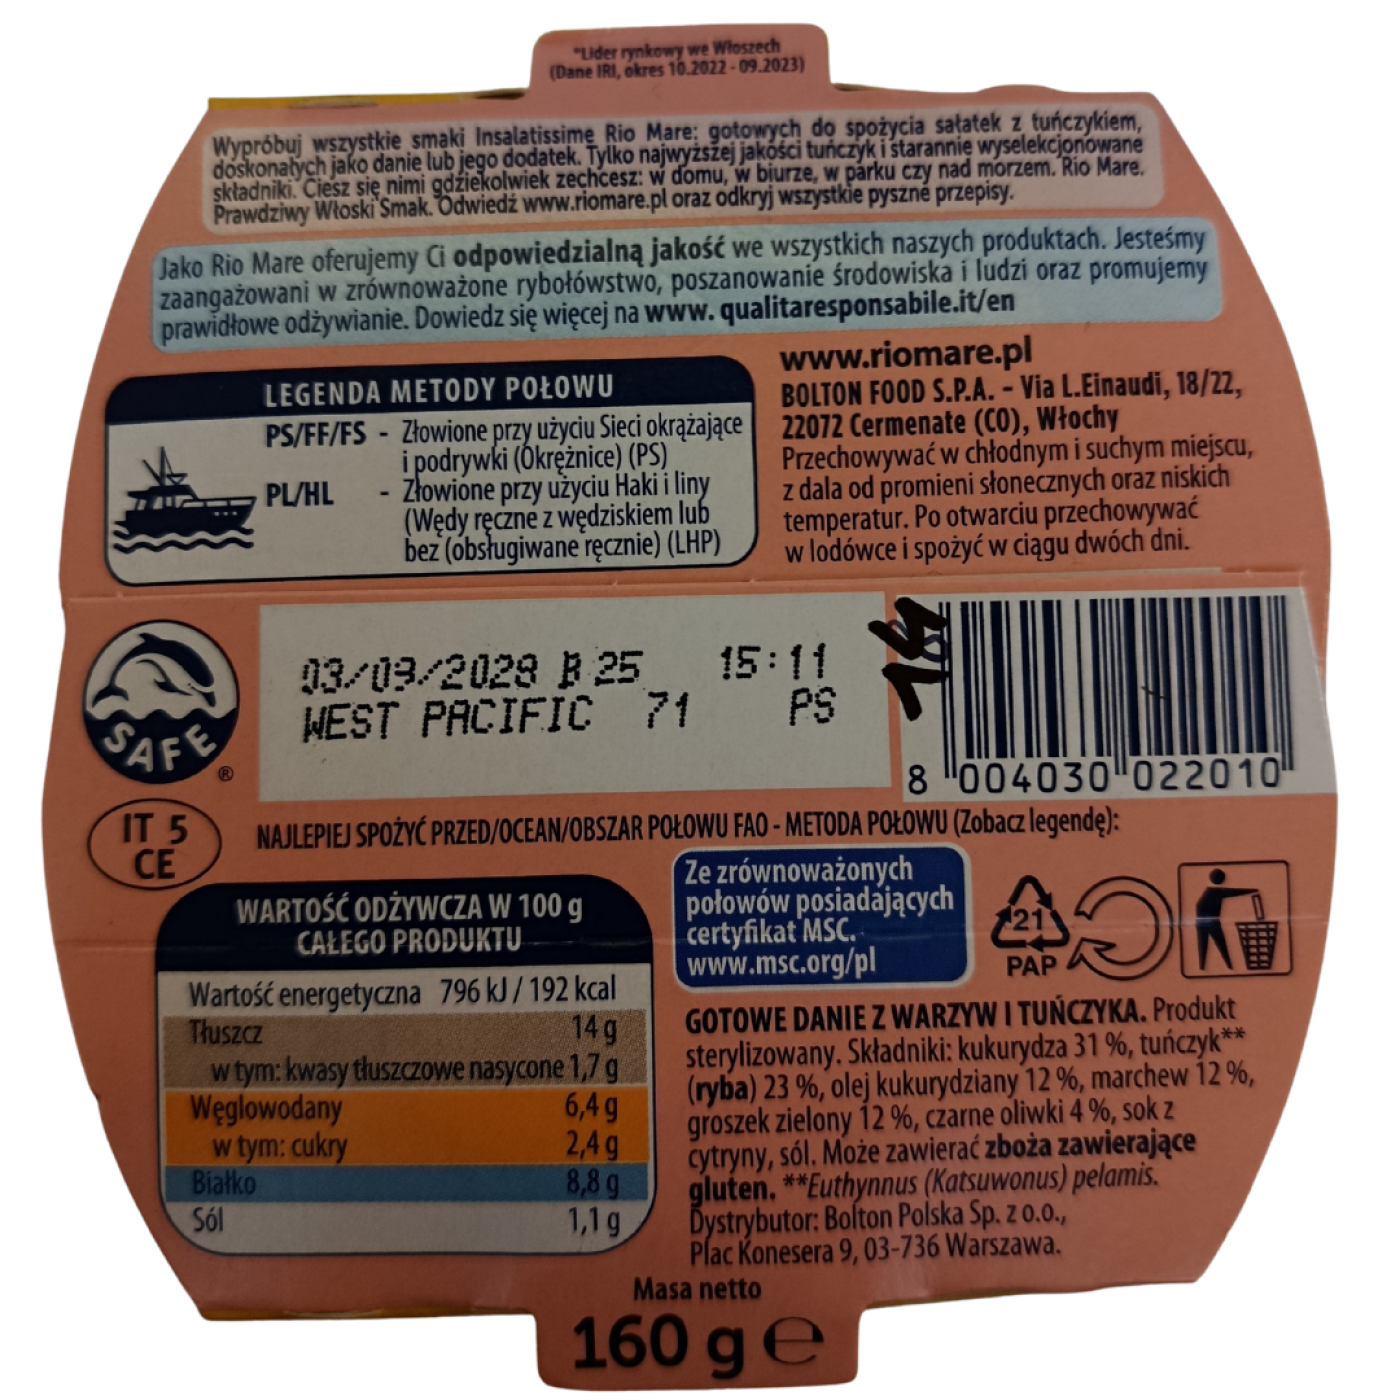 *Lider rynkowy we Włoszech
(Dane IRI, okres 10.2022 - 09.2023)
Wypróbuj wszystkie smaki Insalatissime Rio Mare: gotowych do spożycia sałatek z tuńczykiem,
doskonałych jako danie lub jego dodatek. Tylko najwyższej jakości tuńczyk i starannie wyselekcjonowane
składniki. Ciesz się nimi gdziekolwiek zechcesz: w domu, w biurze, w parku czy nad morzem. Rio Mare.
Prawdziwy Włoski Smak. Odwiedź www.riomare.pl oraz odkryj wszystkie pyszne przepisy.
Jako Rio Mare oferujemy Ci odpowiedzialną jakość we wszystkich naszych produktach. Jesteśmy
zaangażowani w zrównoważone rybołówstwo, poszanowanie środowiska i ludzi oraz promujemy
prawidłowe odżywianie. Dowiedz się więcej na www. qualitaresponsabile.it/en
LEGENDA METODY POŁOWU
PS/FF/FS - Złowione przy użyciu Sieci okrążające
i podrywki (Okrężnice) (PS)
PL/HL - Złowione przy użyciu Haki i liny
(Wędy ręczne z wędziskiem lub
bez (obsługiwane ręcznie) (LHP)
www.riomare.pl
BOLTON FOOD S.P.A. - Via L.Einaudi, 18/22,
22072 Cermenate (CO), Włochy
Przechowywać w chłodnym i suchym miejscu,
z dala od promieni słonecznych oraz niskich
temperatur. Po otwarciu przechowywać
w lodówce i spożyć w ciągu dwóch dni.
SAFE
®
03/09/2028 B 25 15:11
WEST PACIFIC 71 PS
14
8 004030 022010
IT 5
CE
NAJLEPIEJ SPOŻYĆ PRZED/OCEAN/OBSZAR POŁOWU FAO - METODA POŁOWU (Zobacz legendę):
WARTOŚĆ ODŻYWCZA W 100 g
CAŁEGO PRODUKTU
Wartość energetyczna 796 kJ / 192 kcal
Tłuszcz 14 g
w tym: kwasy tłuszczowe nasycone 1,7 g
Węglowodany 6,4 g
w tym: cukry 2,4 g
Białko 8,8 g
Sól 1,1 g
Ze zrównoważonych
połowów posiadających
certyfikat MSC.
www.msc.org/pl
21
PAP
GOTOWE DANIE Z WARZYW I TUŃCZYKA. Produkt
sterylizowany. Składniki: kukurydza 31 %, tuńczyk**
(ryba) 23 %, olej kukurydziany 12 %, marchew 12 %,
groszek zielony 12 %, czarne oliwki 4 %, sok z
cytryny, sól. Może zawierać zboża zawierające
gluten. **Euthynnus (Katsuwonus) pelamis.
Dystrybutor: Bolton Polska Sp. z o.o.,
Plac Konesera 9, 03-736 Warszawa.
Masa netto
160 g e